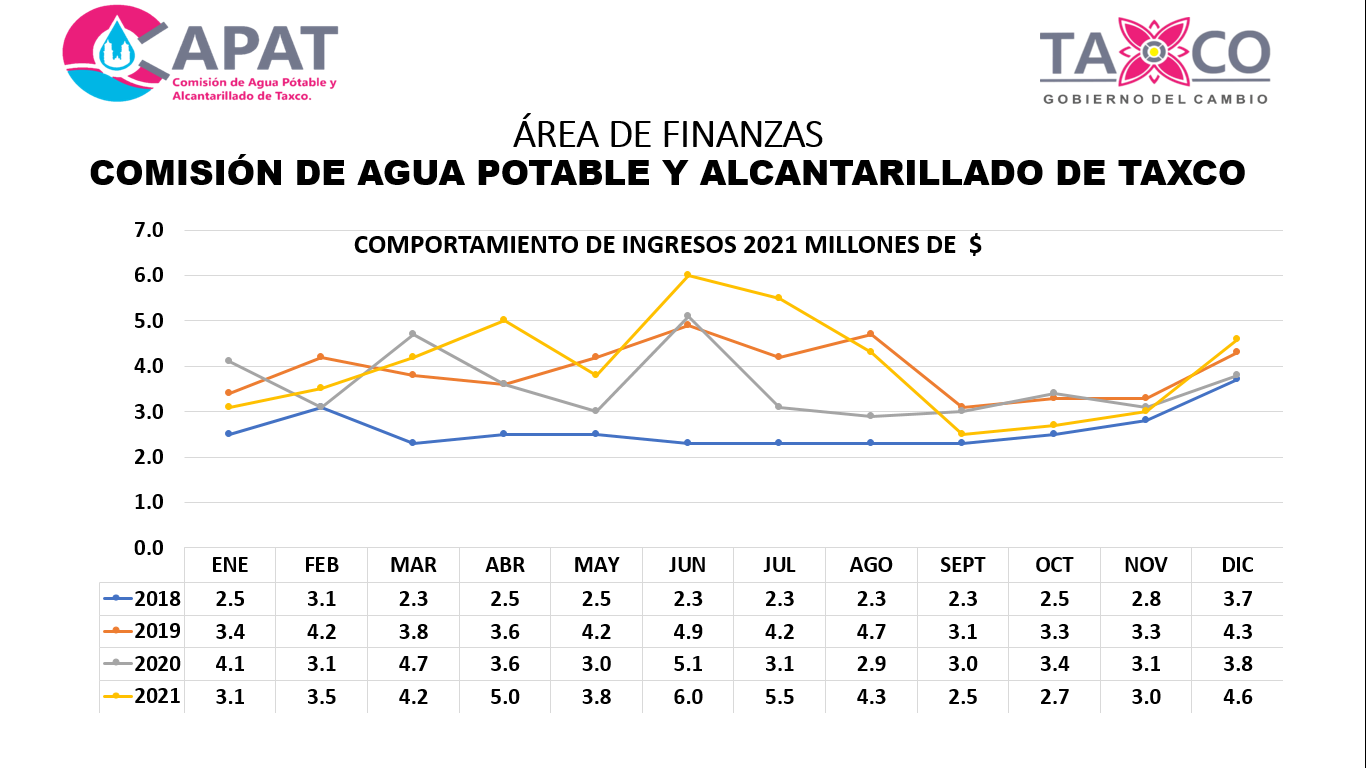 CAPAT
Comisión de Agua Pótable y
Alcantarillado de Taxco.
TAXCO
GOBIERNO DEL CAMBIO
ÁREA DE FINANZAS
COMISIÓN DE AGUA POTABLE Y ALCANTARILLADO DE TAXCO
COMPORTAMIENTO DE INGRESOS 2021 MILLONES DE $
7.0
6.0
5.0
4.0
3.0
2.0
1.0
0.0
ENE FEB MAR ABR MAY JUN JUL AGO SEPT OCT NOV DIC
2018 2.5 3.1 2.3 2.5 2.5 2.3 2.3 2.3 2.3 2.5 2.8 3.7
2019 3.4 4.2 3.8 3.6 4.2 4.9 4.2 4.7 3.1 3.3 3.3 4.3
2020 4.1 3.1 4.7 3.6 3.0 5.1 3.1 2.9 3.0 3.4 3.1 3.8
2021 3.1 3.5 4.2 5.0 3.8 6.0 5.5 4.3 2.5 2.7 3.0 4.6